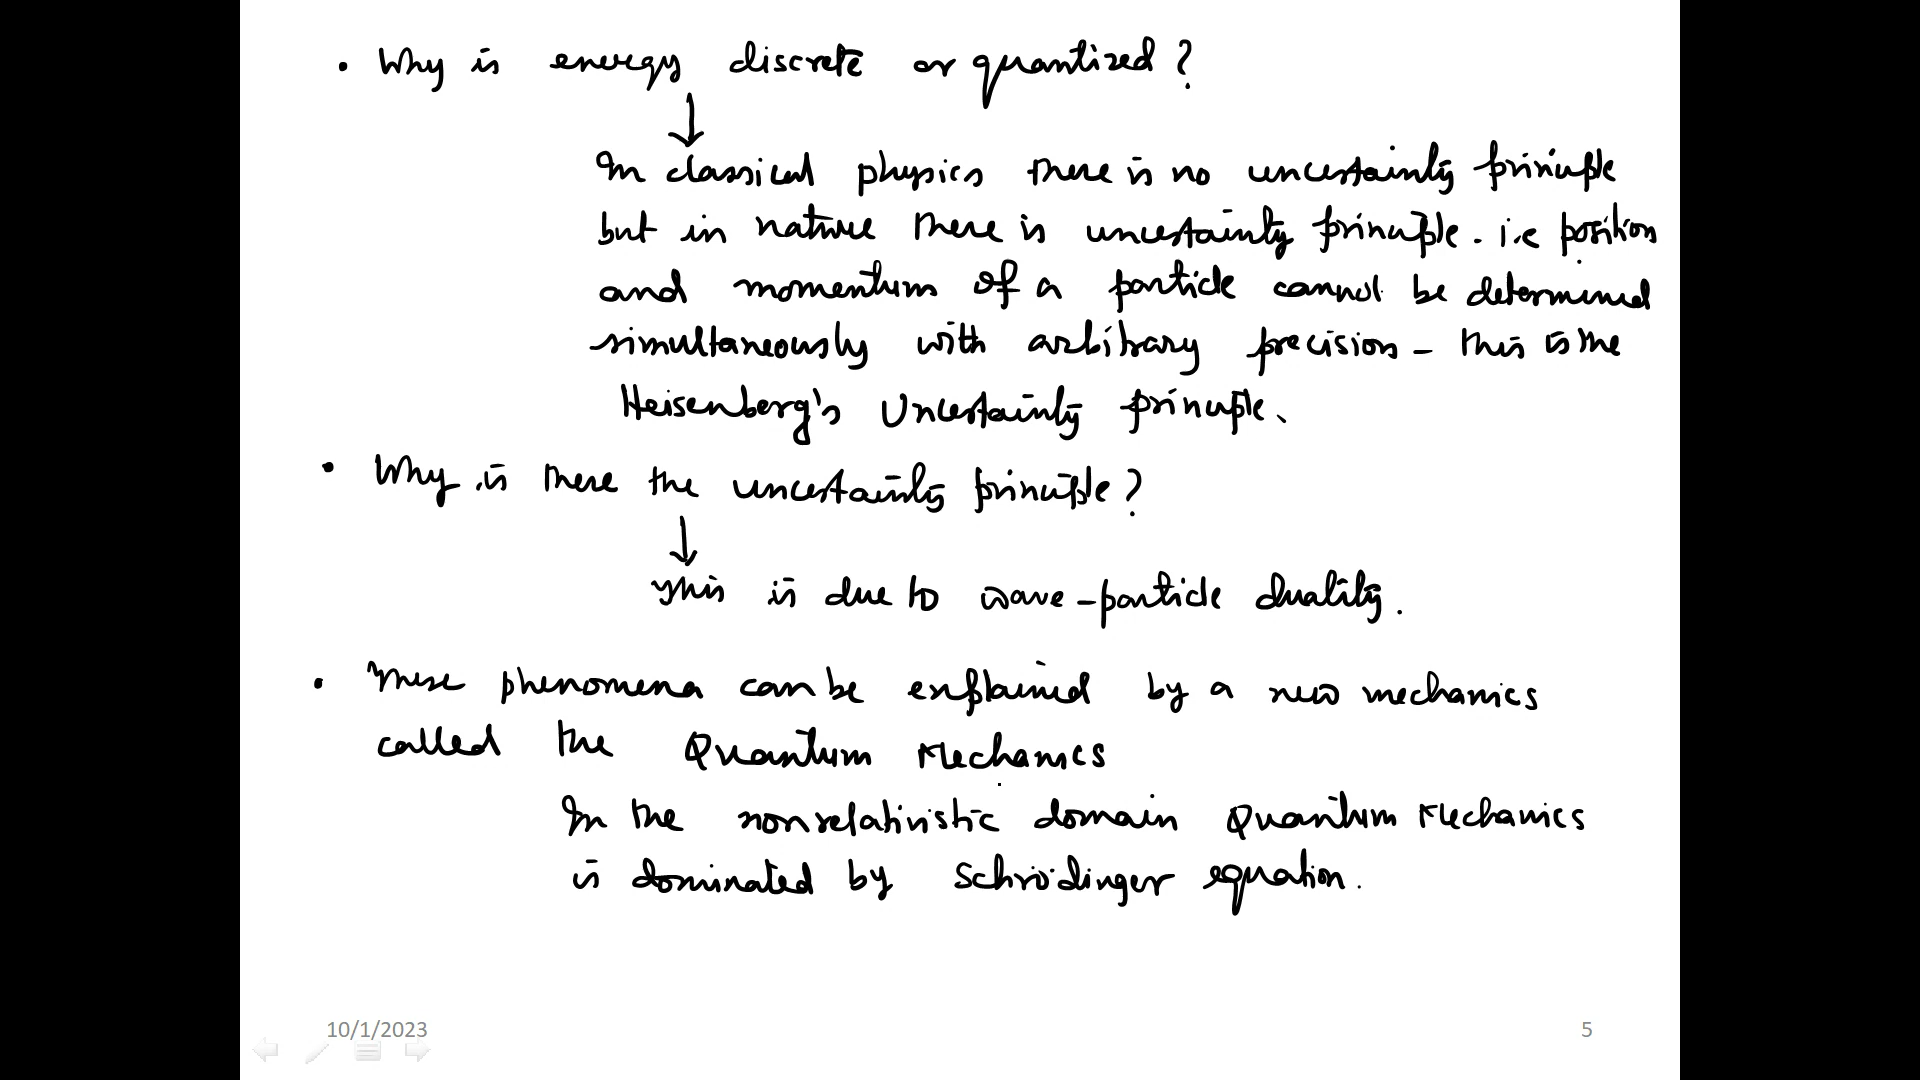 • Why is energy discrete or quantized?
↓
In classical physics there is no uncertainty principle
but in nature there is uncertainty principle. i.e position
and momentum of a particle cannot be determined
simultaneously with arbitrary precision – this is the
Heisenberg's Uncertainty principle.
• Why is there the uncertainty principle?
↓
This is due to wave-particle duality.
• These phenomena can be explained by a new mechanics
called the Quantum Mechanics
In the nonrelativistic domain Quantum Mechanics
is dominated by Schrödinger equation.
10/1/2023
5